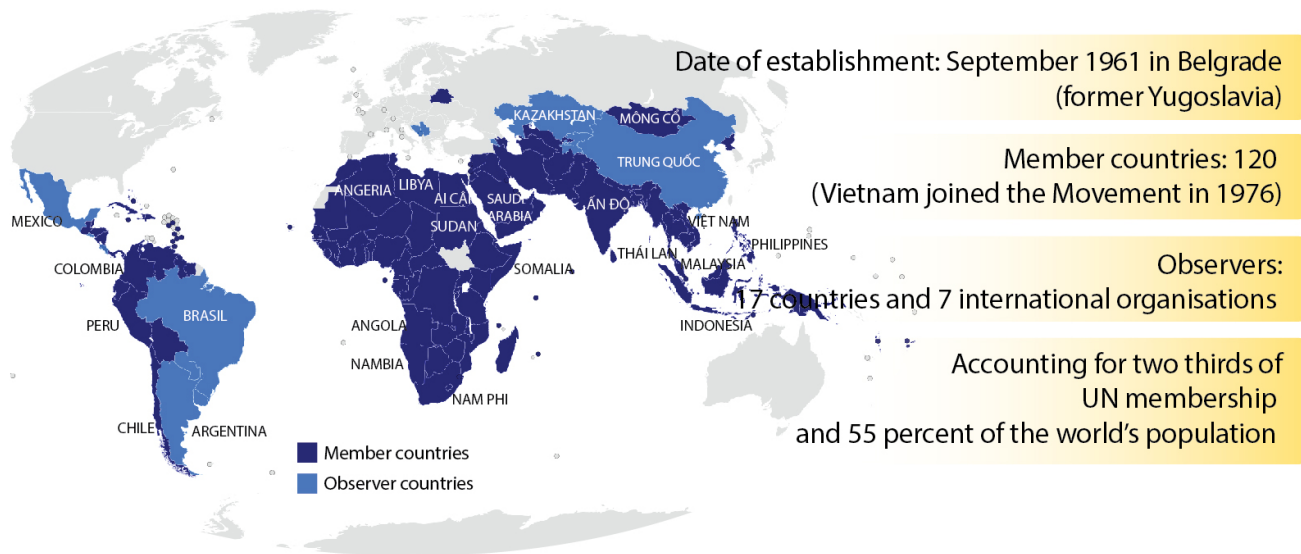 Date of establishment: September 1961 in Belgrade
(former Yugoslavia)
Member countries: 120
(Vietnam joined the Movement in 1976)
Observers:
17 countries and 7 international organisations
Accounting for two thirds of
UN membership
and 55 percent of the world's population
KAZAKHSTAN
MÔNG CỔ
TRUNG QUỐC
ANGERIA
LIBYA
AI CẬP
SAUDI
ARABIA
SUDAN
ẤN ĐỘ
VIỆT NAM
MEXICO
THÁI LAN
PHILIPPINES
MALAYSIA
COLOMBIA
SOMALIA
BRASIL
PERU
ANGOLA
INDONESIA
NAMBIA
NAM PHI
CHILE
ARGENTINA
Member countries
Observer countries